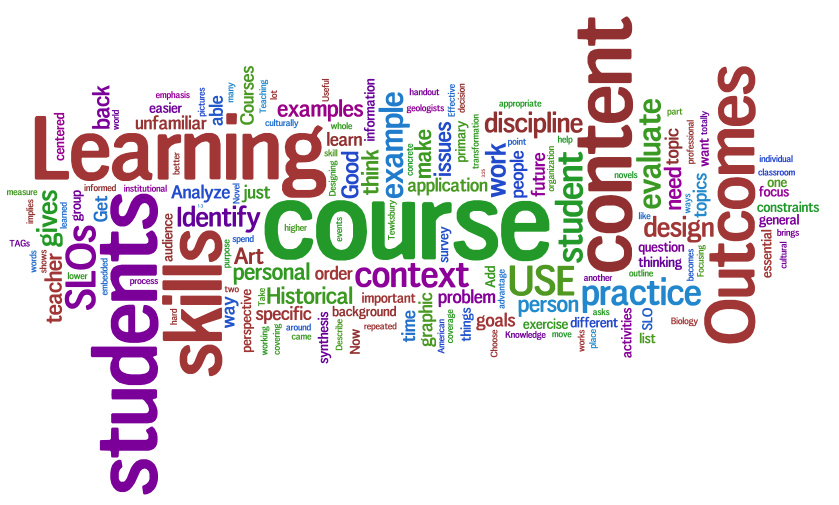 content
Outcomes
students
Learning
course
skills
emphasis
pictures
many
Courses
Teaching
lot
Useful
information
handout
Effective
decision
easier
able
back
world
centered
unfamiliar
culturally
examples
example
geologists
appropriate
whole
learn
better
skill
Designing
Good
think
concrete
make
issues
primary
transformation
discipline
help
point
work
people
future
organization
application
student
novels
evaluate
part
topic
need
professional
want
totally
ways
topics
like
individual
classroom
one
focus
constraints
general
brings
essential
cultural
measure
implies
gives
learned
group
informed
institutional
Get
Analyze
Novel
just
TAGs
words
shows
teacher
SLOs
lower
embedded
process
audience
Identify
1-3
spend
purpose
Art
higher
events
Tewksbury
survey
personal
order
context
Add
advantage
USE
another
outline
design
question
thinking
becomes
Focusing
hard
two
way
perspective
Take
Historical
important
problem
person
practice
specific
background
graphic
time
American
coverage
things
goals
Choose
asks
exercise
different
activities
SLO
list
Biology
working
covering
around
came
synthesis
Describe
Now
repeated
Knowledge
move
works
place